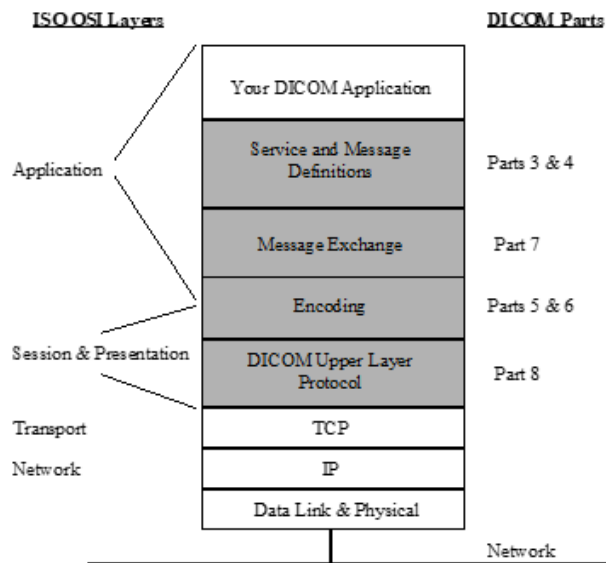 ISO OSI Layers
DICOM Parts
Your DICOM Application
Service and Message
Definitions
Application
Parts 3 & 4
Message Exchange
Part 7
Encoding
Parts 5 & 6
Session & Presentation
DICOM Upper Layer
Protocol
Part 8
Transport
TCP
Network
IP
Data Link & Physical
Network